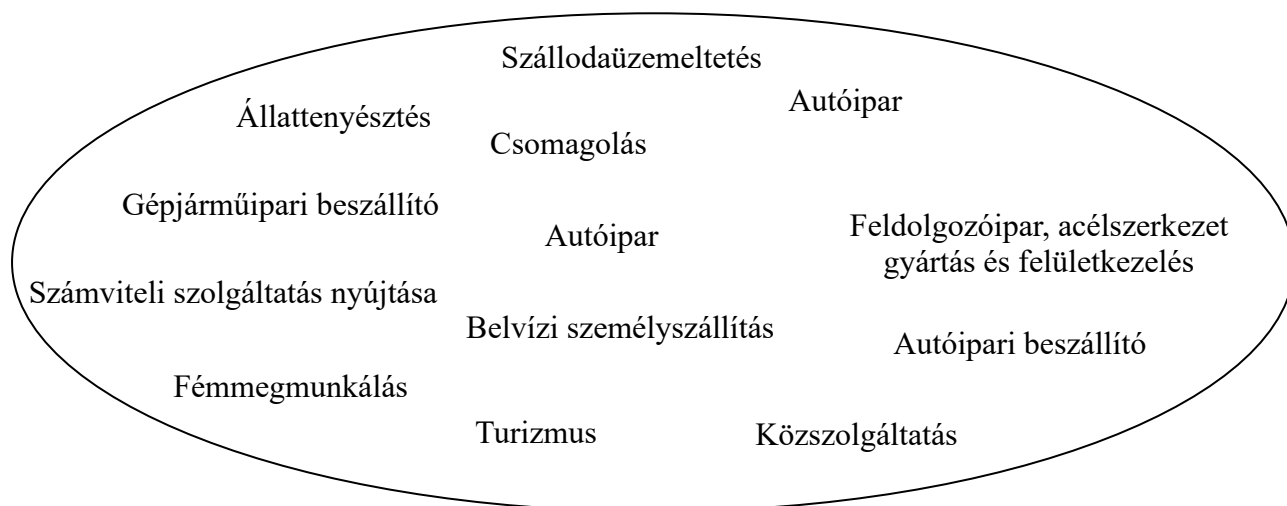 Szállodaüzemeltetés
Autóipar
Állattenyésztés
Csomagolás
Gépjárműipari beszállító
Autóipar
Feldolgozóipar, acélszerkezet
gyártás és felületkezelés
Számviteli szolgáltatás nyújtása
Belvízi személyszállítás
Autóipari beszállító
Fémmegmunkálás
Turizmus
Közszolgáltatás